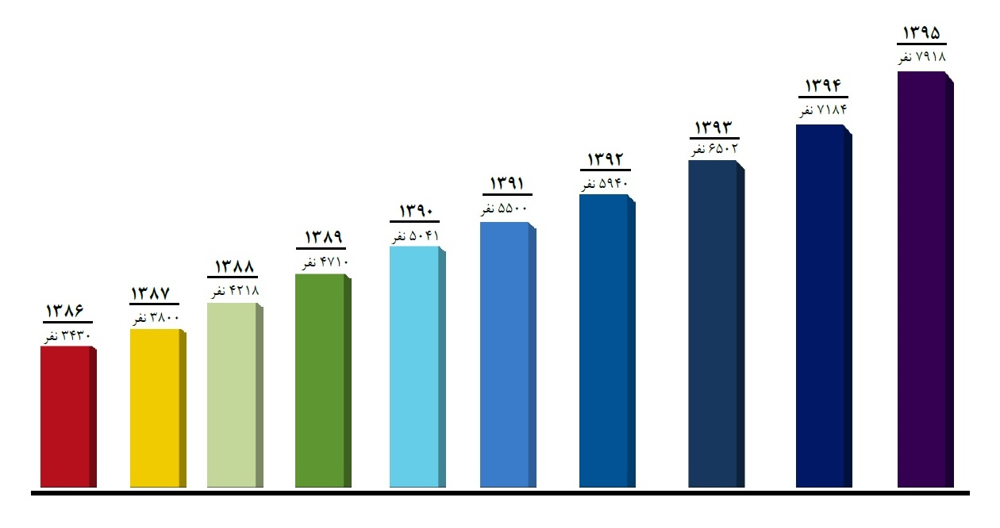 ۱۳۸۶
۳۴۳۰ نفر
۱۳۸۷
۳۸۰۰ نفر
۱۳۸۸
۴۲۱۸ نفر
۱۳۸۹
۴۷۱۰ نفر
۱۳۹۰
۵۰۴۱ نفر
۱۳۹۱
۵۵۰۰ نفر
۱۳۹۲
۵۹۴۰ نفر
۱۳۹۳
۶۵۰۲ نفر
۱۳۹۴
۷۱۸۴ نفر
۱۳۹۵
۷۹۱۸ نفر